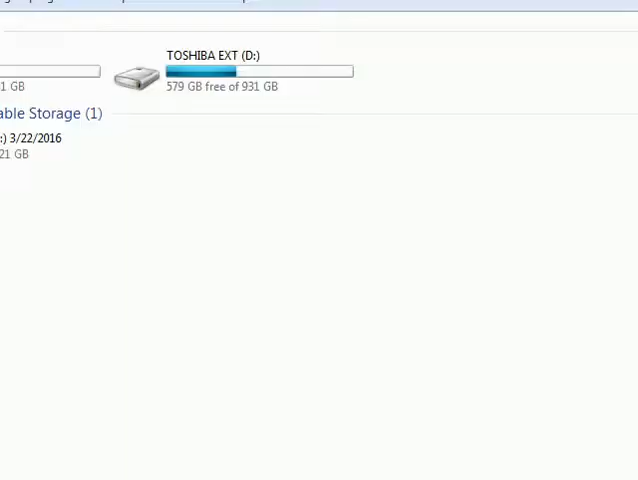 TOSHIBA EXT (D:)
1 GB
579 GB free of 931 GB
able Storage (1)
:) 3/22/2016
21 GB